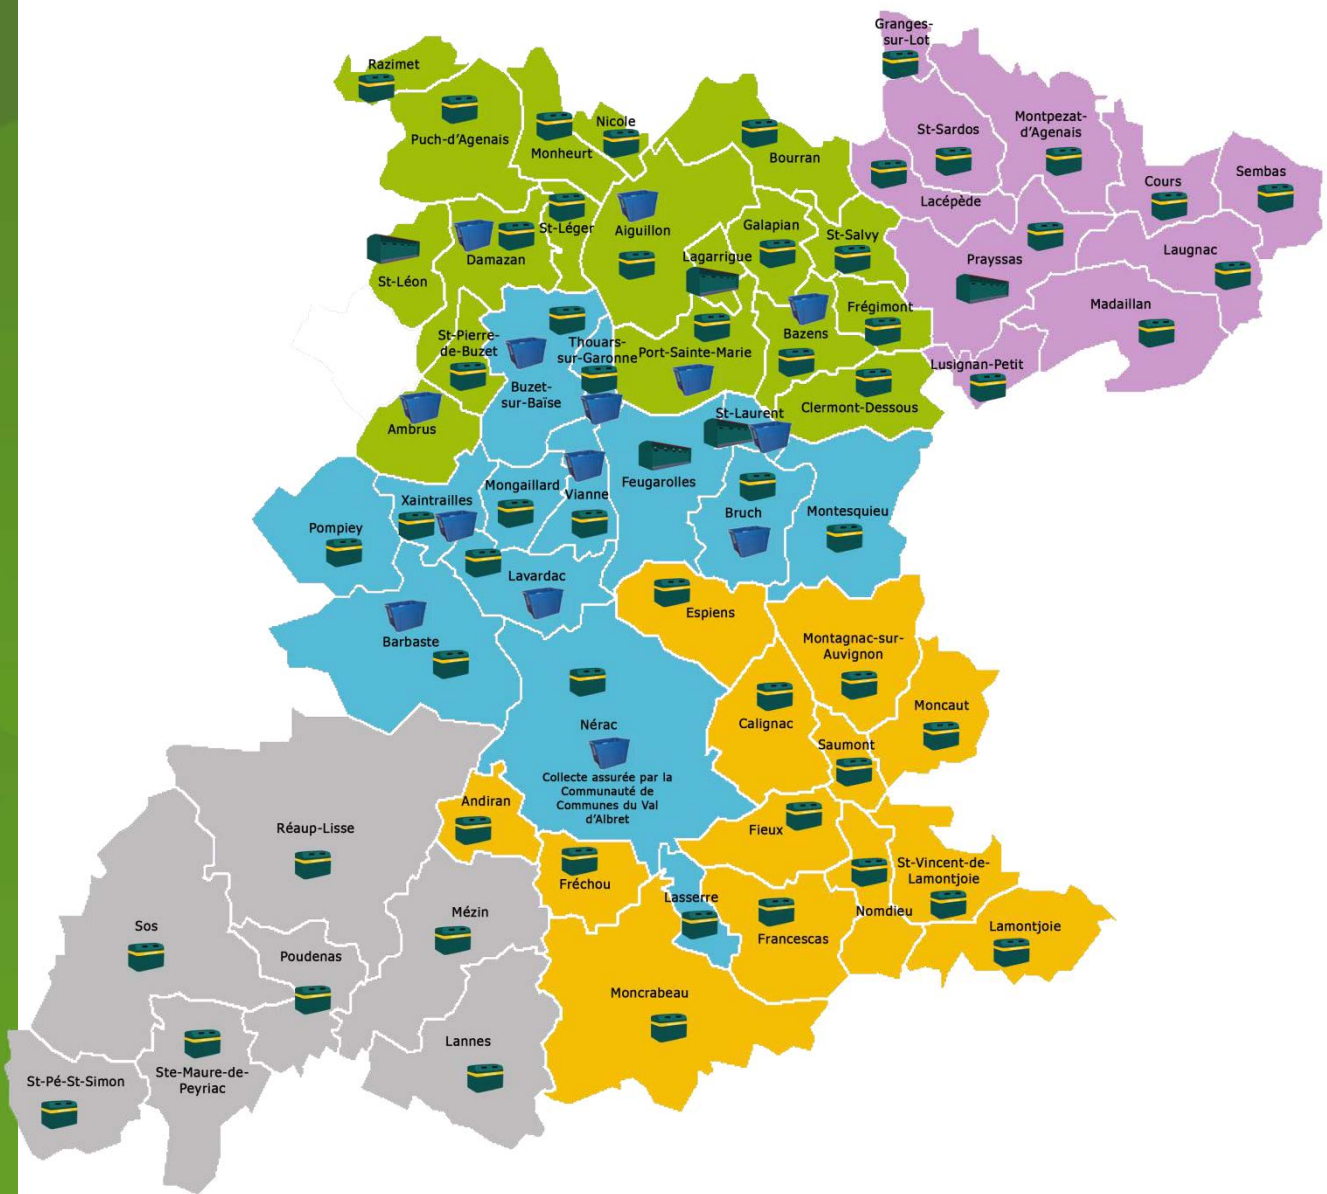 Granges-
sur-Lot
Razimet
Puch-d'Agenais
Monheurt
Nicole
Bourran
St-Sardos
Montpezat-
d'Agenais
Lacépède
Cours
Sembas
St-Léger
Aiguillon
Galapian
St-Salvy
Damazan
Lagarrigue
Prayssas
Laugnac
St-Léon
Frégimont
Madaillan
St-Pierre-
de-Buzet
Thouars-
sur-Garonne
Port-Sainte-Marie
Bazens
Lusignan-Petit
Buzet-
sur-Baïse
Clermont-Dessous
St-Laurent
Ambrus
Feugarolles
Mongaillard
Vianne
Xaintrailles
Bruch
Montesquieu
Pompiey
Lavardac
Espiens
Barbaste
Montagnac-sur-
Auvignon
Moncaut
Calignac
Nérac
Saumont
Collecte assurée par la
Communauté de
Communes du Val
d'Albret
Andiran
Réaup-Lisse
Fieux
St-Vincent-de-
Lamontjoie
Fréchou
Lasserre
Nomdieu
Mézin
Sos
Francescas
Lamontjoie
Poudenas
Moncrabeau
Lannes
Ste-Maure-de-
Peyriac
St-Pé-St-Simon